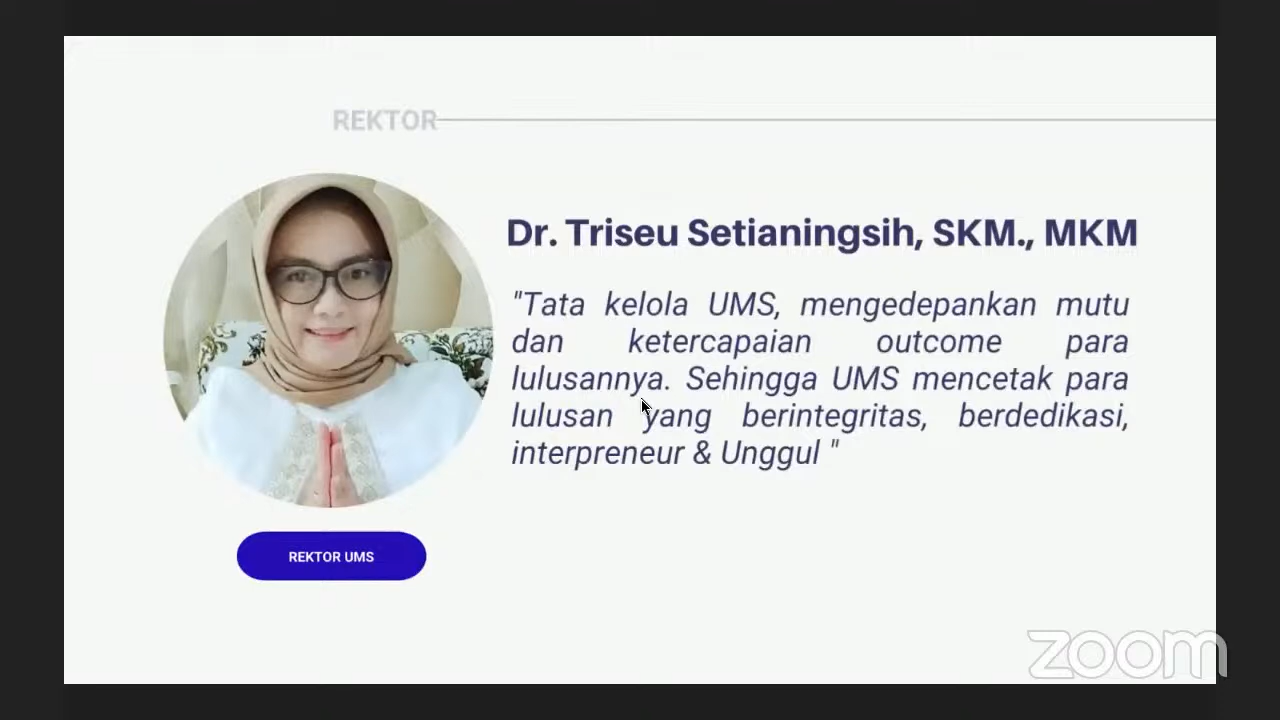 REKTOR
Dr. Triseu Setianingsih, SKM., MKM
"Tata kelola UMS, mengedepankan mutu
dan ketercapaian outcome para
lulusannya. Sehingga UMS mencetak para
lulusan yang berintegritas, berdedikasi,
interpreneur & Unggul "
REKTOR UMS
zoom